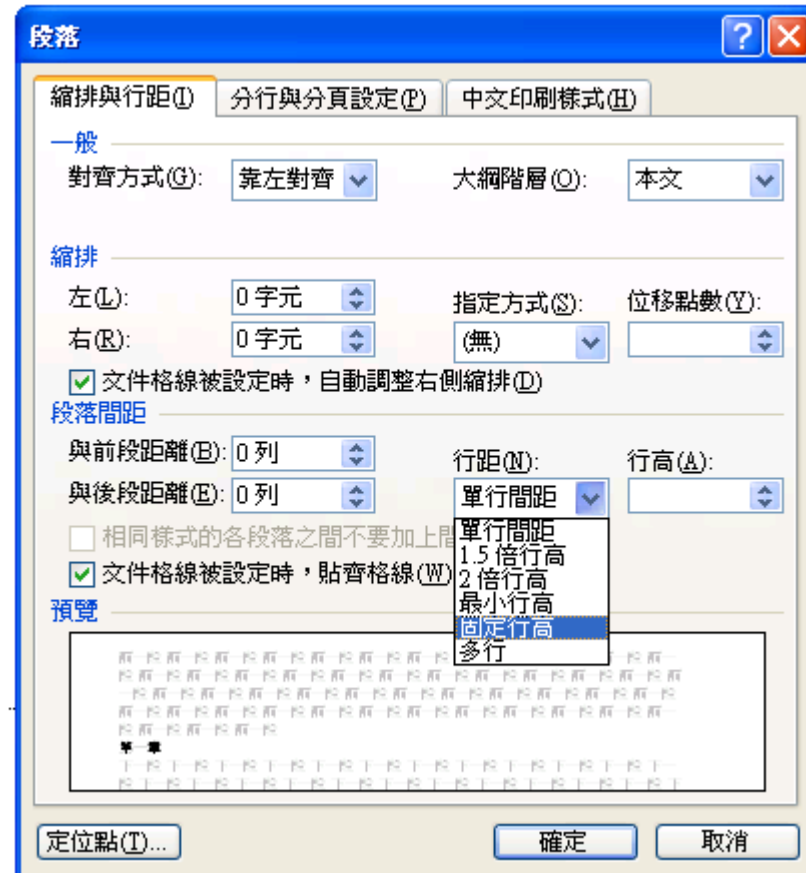 段落
縮排與行距(I) 分行與分頁設定(P) 中文印刷樣式(H)
一般
對齊方式(G): 靠左對齊 大綱階層(O): 本文
縮排
左(L): 0 字元 指定方式(S): 位移點數(Y):
右(R): 0 字元 (無)
文件格線被設定時，自動調整右側縮排(D)
段落間距
與前段距離(B): 0 列 行距(N): 行高(A):
與後段距離(E): 0 列 單行間距
相同樣式的各段落之間不要加上間
單行間距
1.5 倍行高
文件格線被設定時，貼齊格線(W)
2 倍行高
最小行高
預覽
固定行高
多行
第一章
定位點(T)... 確定 取消